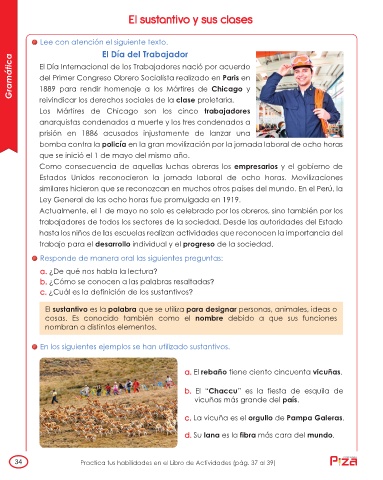 El sustantivo y sus clases
Gramática
Lee con atención el siguiente texto.
El Día del Trabajador
El Día Internacional de los Trabajadores nació por acuerdo
del Primer Congreso Obrero Socialista realizado en París en
1889 para rendir homenaje a los Mártires de Chicago y
reivindicar los derechos sociales de la clase proletaria.
Los Mártires de Chicago son los cinco trabajadores
anarquistas condenados a muerte y los tres condenados a
prisión en 1886 acusados injustamente de lanzar una
bomba contra la policía en la gran movilización por la jornada laboral de ocho horas
que se inició el 1 de mayo del mismo año.
Como consecuencia de aquellas luchas obreras los empresarios y el gobierno de
Estados Unidos reconocieron la jornada laboral de ocho horas. Movilizaciones
similares hicieron que se reconozcan en muchos otros países del mundo. En el Perú, la
Ley General de las ocho horas fue promulgada en 1919.
Actualmente, el 1 de mayo no solo es celebrado por los obreros, sino también por los
trabajadores de todos los sectores de la sociedad. Desde las autoridades del Estado
hasta los niños de las escuelas realizan actividades que reconocen la importancia del
trabajo para el desarrollo individual y el progreso de la sociedad.
Responde de manera oral las siguientes preguntas:
a. ¿De qué nos habla la lectura?
b. ¿Cómo se conocen a las palabras resaltadas?
c. ¿Cuál es la definición de los sustantivos?
El sustantivo es la palabra que se utiliza para designar personas, animales, ideas o
cosas. Es conocido también como el nombre debido a que sus funciones
nombran a distintos elementos.
En los siguientes ejemplos se han utilizado sustantivos.
a. El rebaño tiene ciento cincuenta vicuñas.
b. El "Chaccu" es la fiesta de esquila de
vicuñas más grande del país.
c. La vicuña es el orgullo de Pampa Galeras.
d. Su lana es la fibra más cara del mundo.
34
Practica tus habilidades en el Libro de Actividades (pág. 37 al 39)
Piza